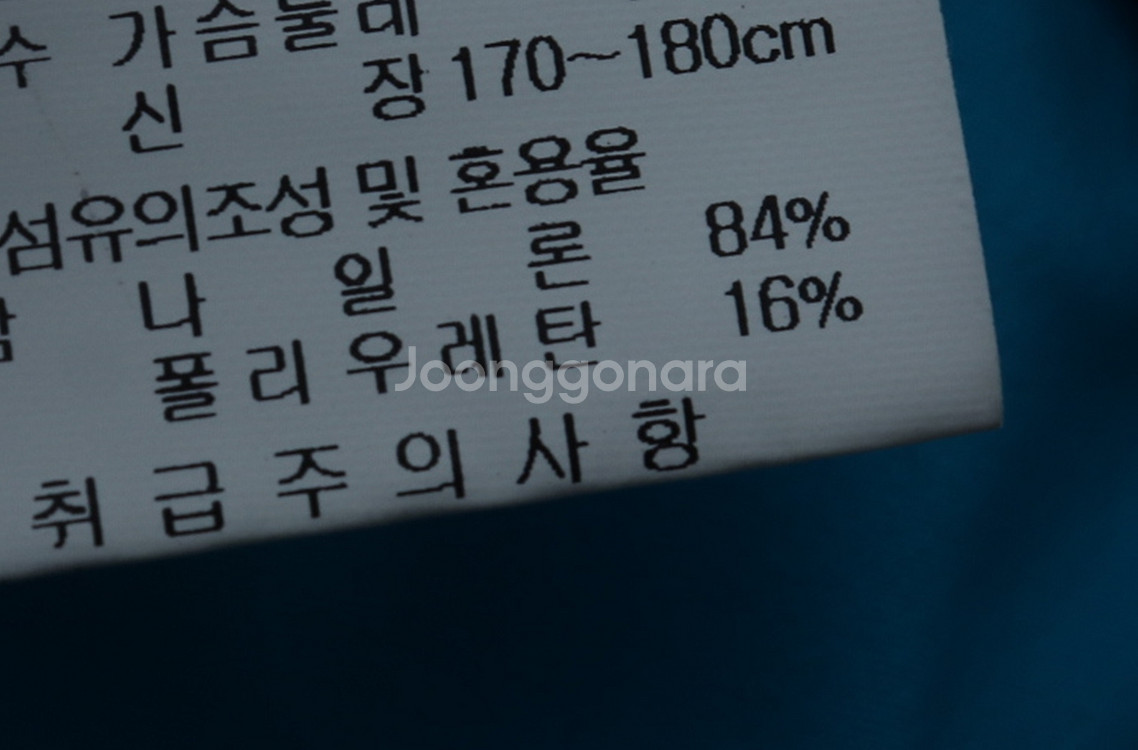 수 가슴둘레
신 장 170~180cm
섬유의조성 및 혼용율
나 일 론 84%
폴 리 우 레 탄 16%
Joonggonara
취 급 주 의 사 항